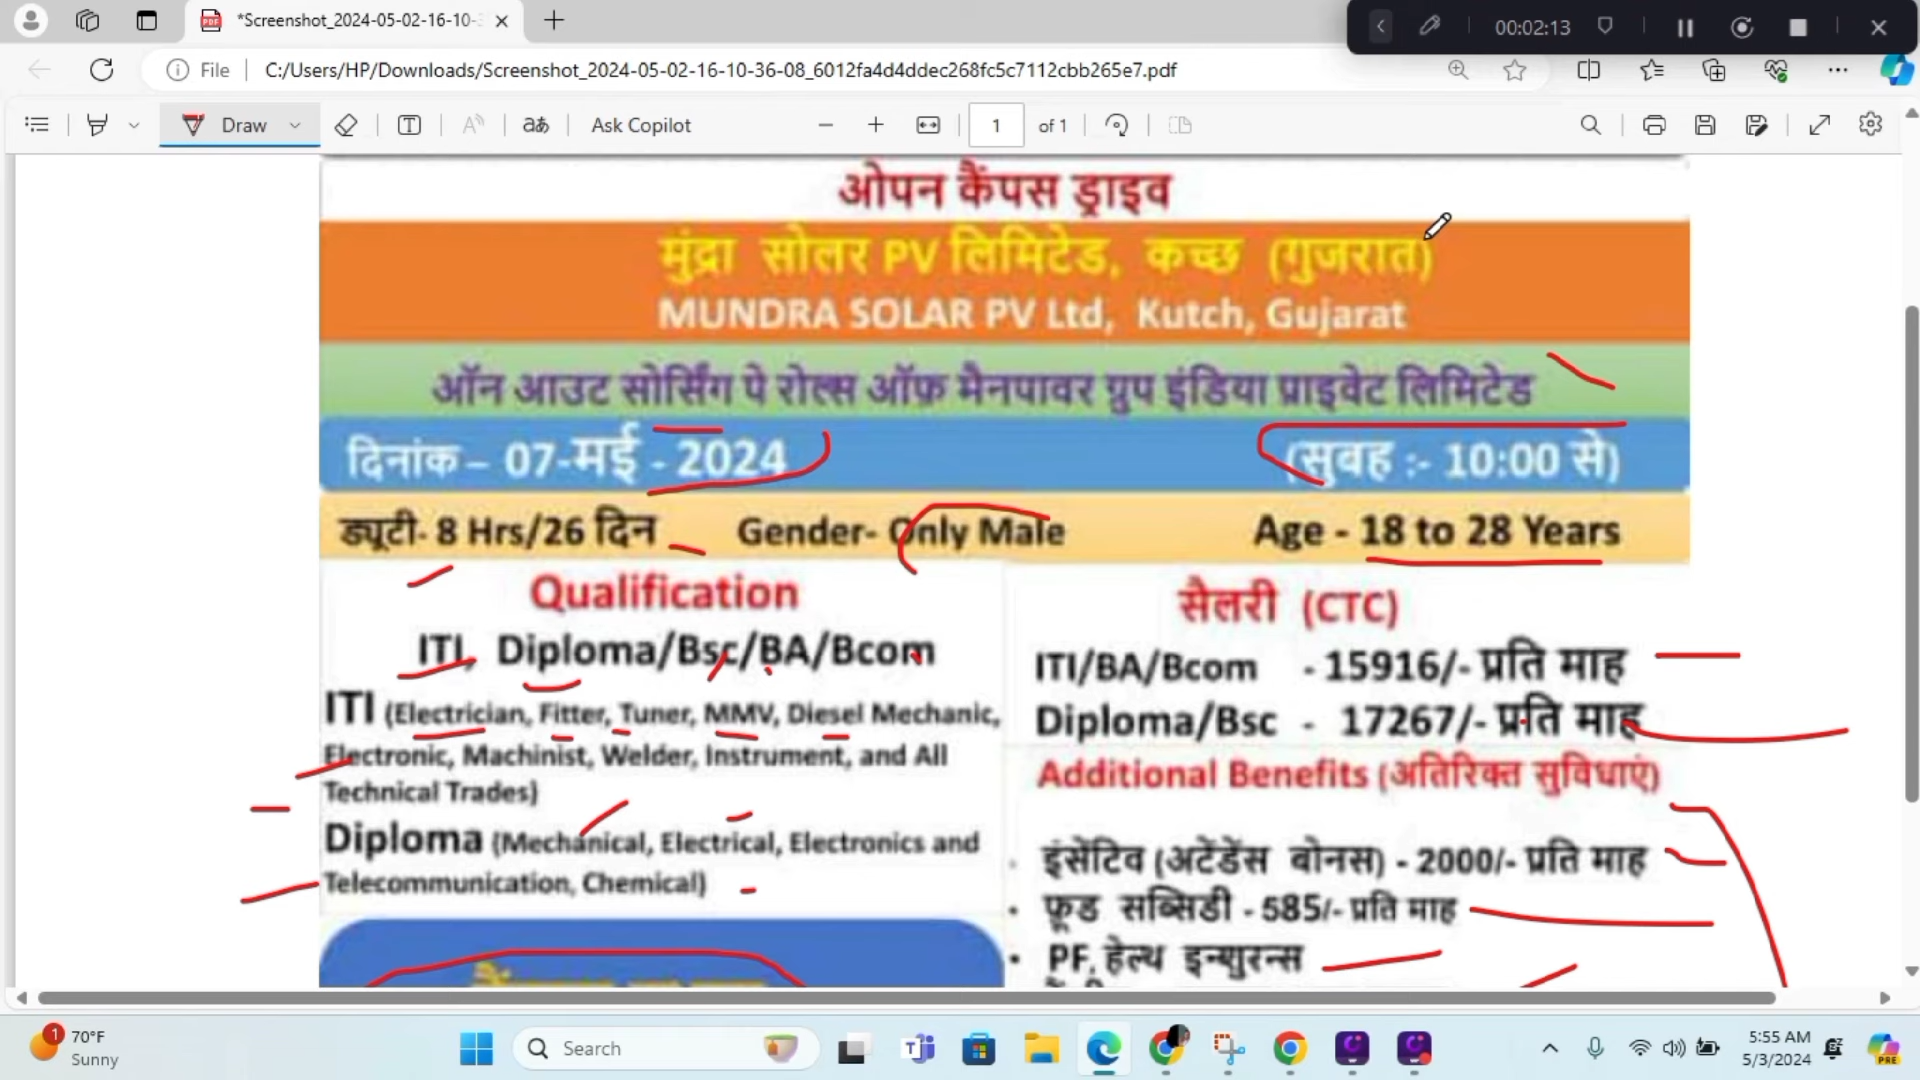 *Screenshot_2024-05-02-16-10-3
00:02:13
File
C:/Users/HP/Downloads/Screenshot_2024-05-02-16-10-36-08_6012fa4d4ddec268fc5c7112cbb265e7.pdf
Draw
aあ
Ask Copilot
1
of 1
ओपन कैंपस ड्राइव
मुंद्रा सोलर PV लिमिटेड, कच्छ (गुजरात)
MUNDRA SOLAR PV Ltd, Kutch, Gujarat
ऑन आउट सोर्सिंग पे रोल्स ऑफ़ मैनपावर ग्रुप इंडिया प्राइवेट लिमिटेड
दिनांक – 07-मई - 2024
(सुवह :- 10:00 से)
ड्यूटी- 8 Hrs/26 दिन
Gender- Only Male
Age - 18 to 28 Years
Qualification
ITI, Diploma/Bsc/BA/Bcom
ITI (Electrician, Fitter, Tuner, MMV, Diesel Mechanic,
Electronic, Machinist, Welder, Instrument, and All
Technical Trades)
Diploma (Mechanical, Electrical, Electronics and
Telecommunication, Chemical)
सैलरी (CTC)
ITI/BA/Bcom - 15916/- प्रति माह
Diploma/Bsc - 17267/- प्रति माह
Additional Benefits (अतिरिक्त सुविधाएं)
इंसेंटिव (अटेंडेंस बोनस) - 2000/- प्रति माह
फ़ूड सब्सिडी - 585/- प्रति माह
PF, हेल्थ इन्शुरन्स
1
70°F
Sunny
Search
5:55 AM
5/3/2024
PRE